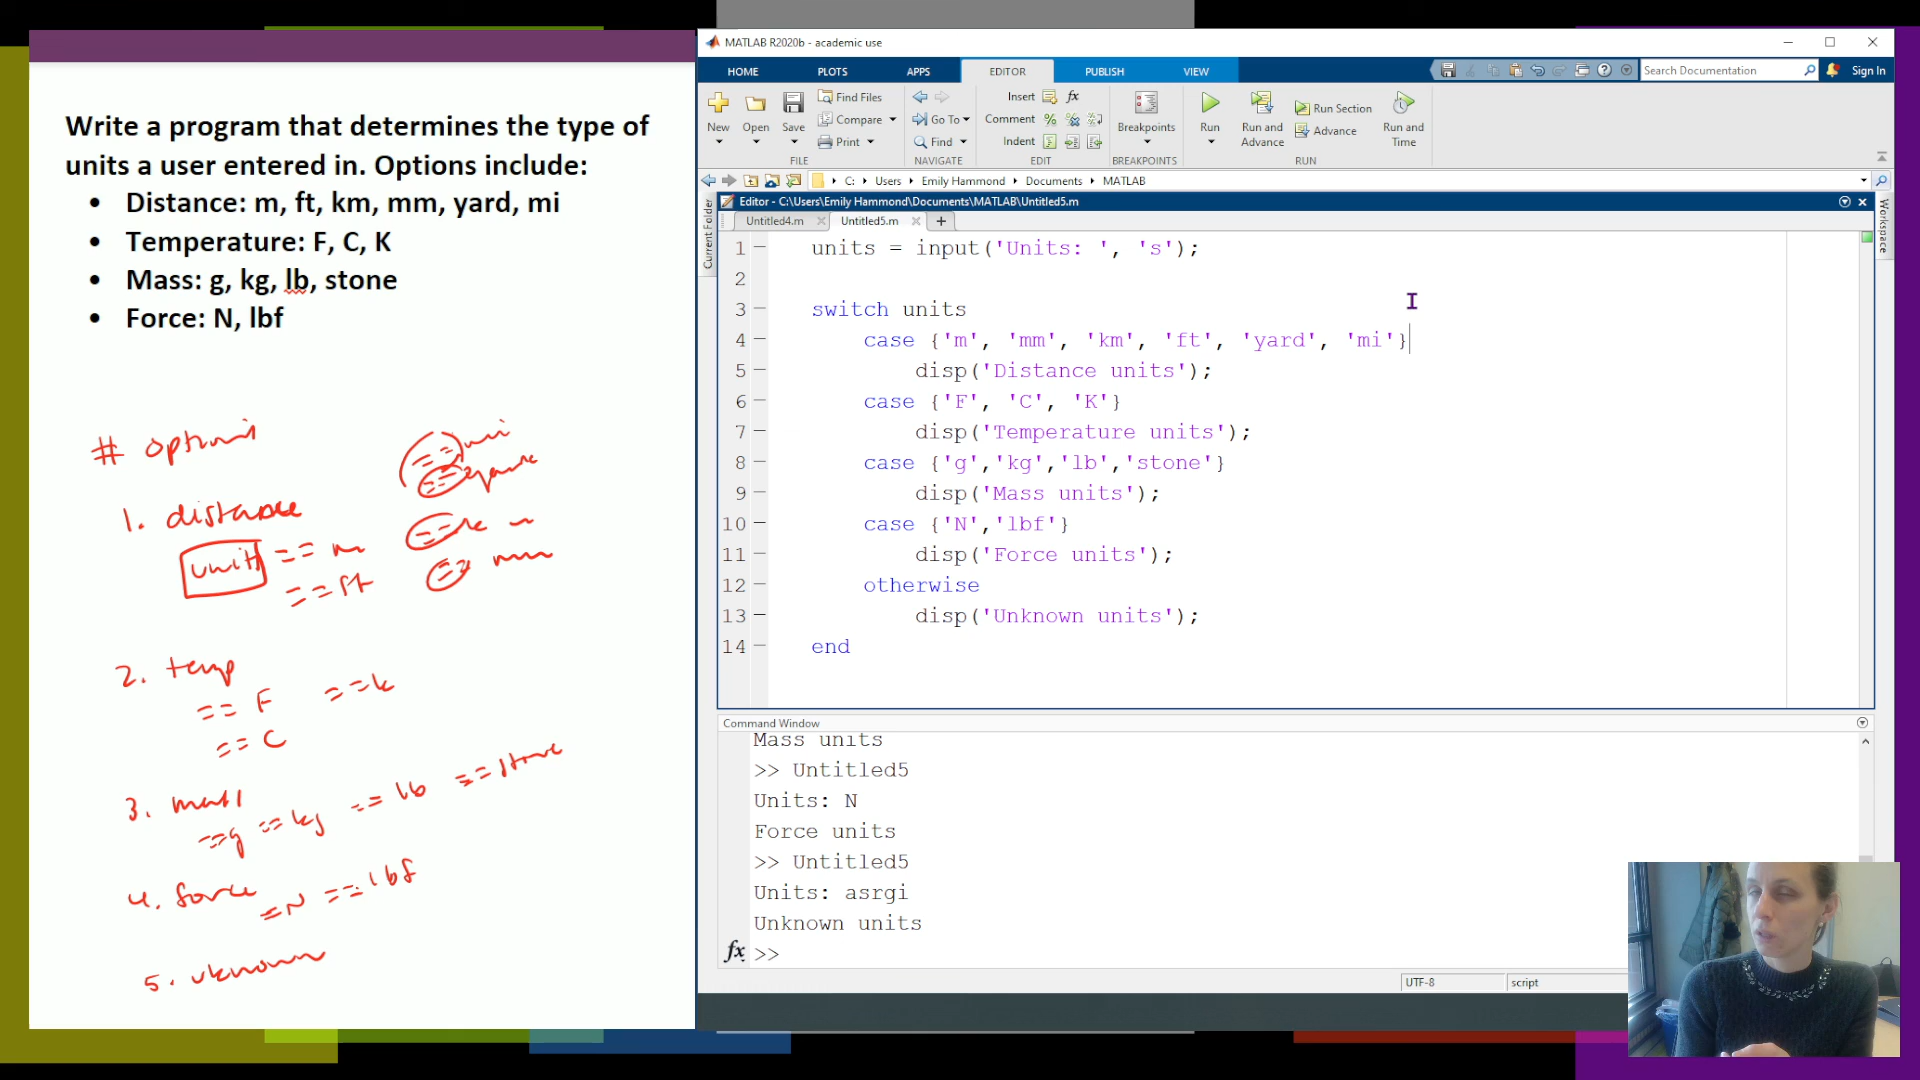 Write a program that determines the type of
units a user entered in. Options include:
• Distance: m, ft, km, mm, yard, mi
• Temperature: F, C, K
• Mass: g, kg, lb, stone
• Force: N, lbf
# options
1. distance
units == m
== ft
== mm
2. temp
== F == k
== C
3. mass
== g == kg == lb == stone
4. force
== N == lbf
5. uknown
MATLAB R2020b - academic use
HOME PLOTS APPS EDITOR PUBLISH VIEW
Search Documentation
Sign In
New Open Save
Find Files
Compare
Print
FILE
Go To
Find
NAVIGATE
Insert fx
Comment
Indent
EDIT
Breakpoints
BREAKPOINTS
Run
Run and Advance
Run Section
Advance
Run and Time
RUN
C: Users Emily Hammond Documents MATLAB
Current Folder
Workspace
Editor - C:\Users\Emily Hammond\Documents\MATLAB\Untitled5.m
Untitled4.m Untitled5.m
1 units = input('Units: ', 's');
2
3 switch units
4 case {'m', 'mm', 'km', 'ft', 'yard', 'mi'}
5 disp('Distance units');
6 case {'F', 'C', 'K'}
7 disp('Temperature units');
8 case {'g','kg','lb','stone'}
9 disp('Mass units');
10 case {'N','lbf'}
11 disp('Force units');
12 otherwise
13 disp('Unknown units');
14 end
Command Window
Mass units
>> Untitled5
Units: N
Force units
>> Untitled5
Units: asrgi
Unknown units
fx >>
UTF-8 script